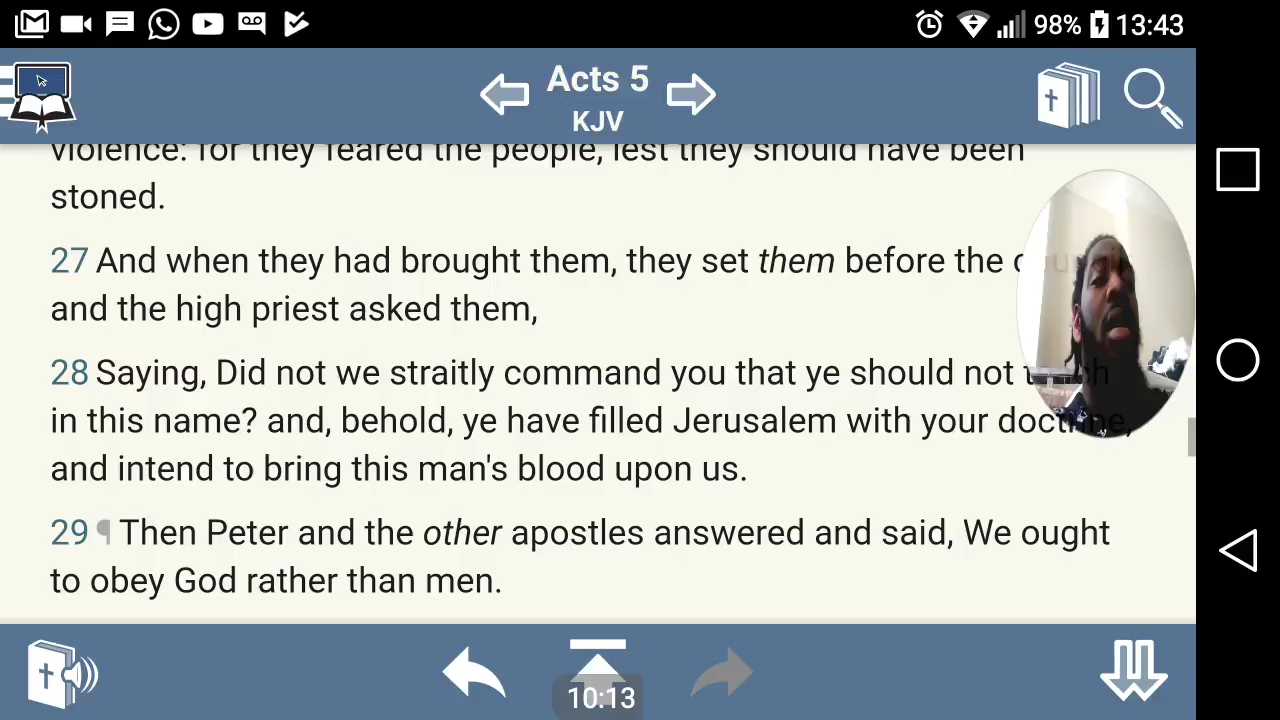 98% 13:43
Acts 5
KJV
violence: for they feared the people, lest they should have been
stoned.
27 And when they had brought them, they set them before the council,
and the high priest asked them,
28 Saying, Did not we straitly command you that ye should not teach
in this name? and, behold, ye have filled Jerusalem with your doctrine,
and intend to bring this man's blood upon us.
29 ¶ Then Peter and the other apostles answered and said, We ought
to obey God rather than men.
10:13